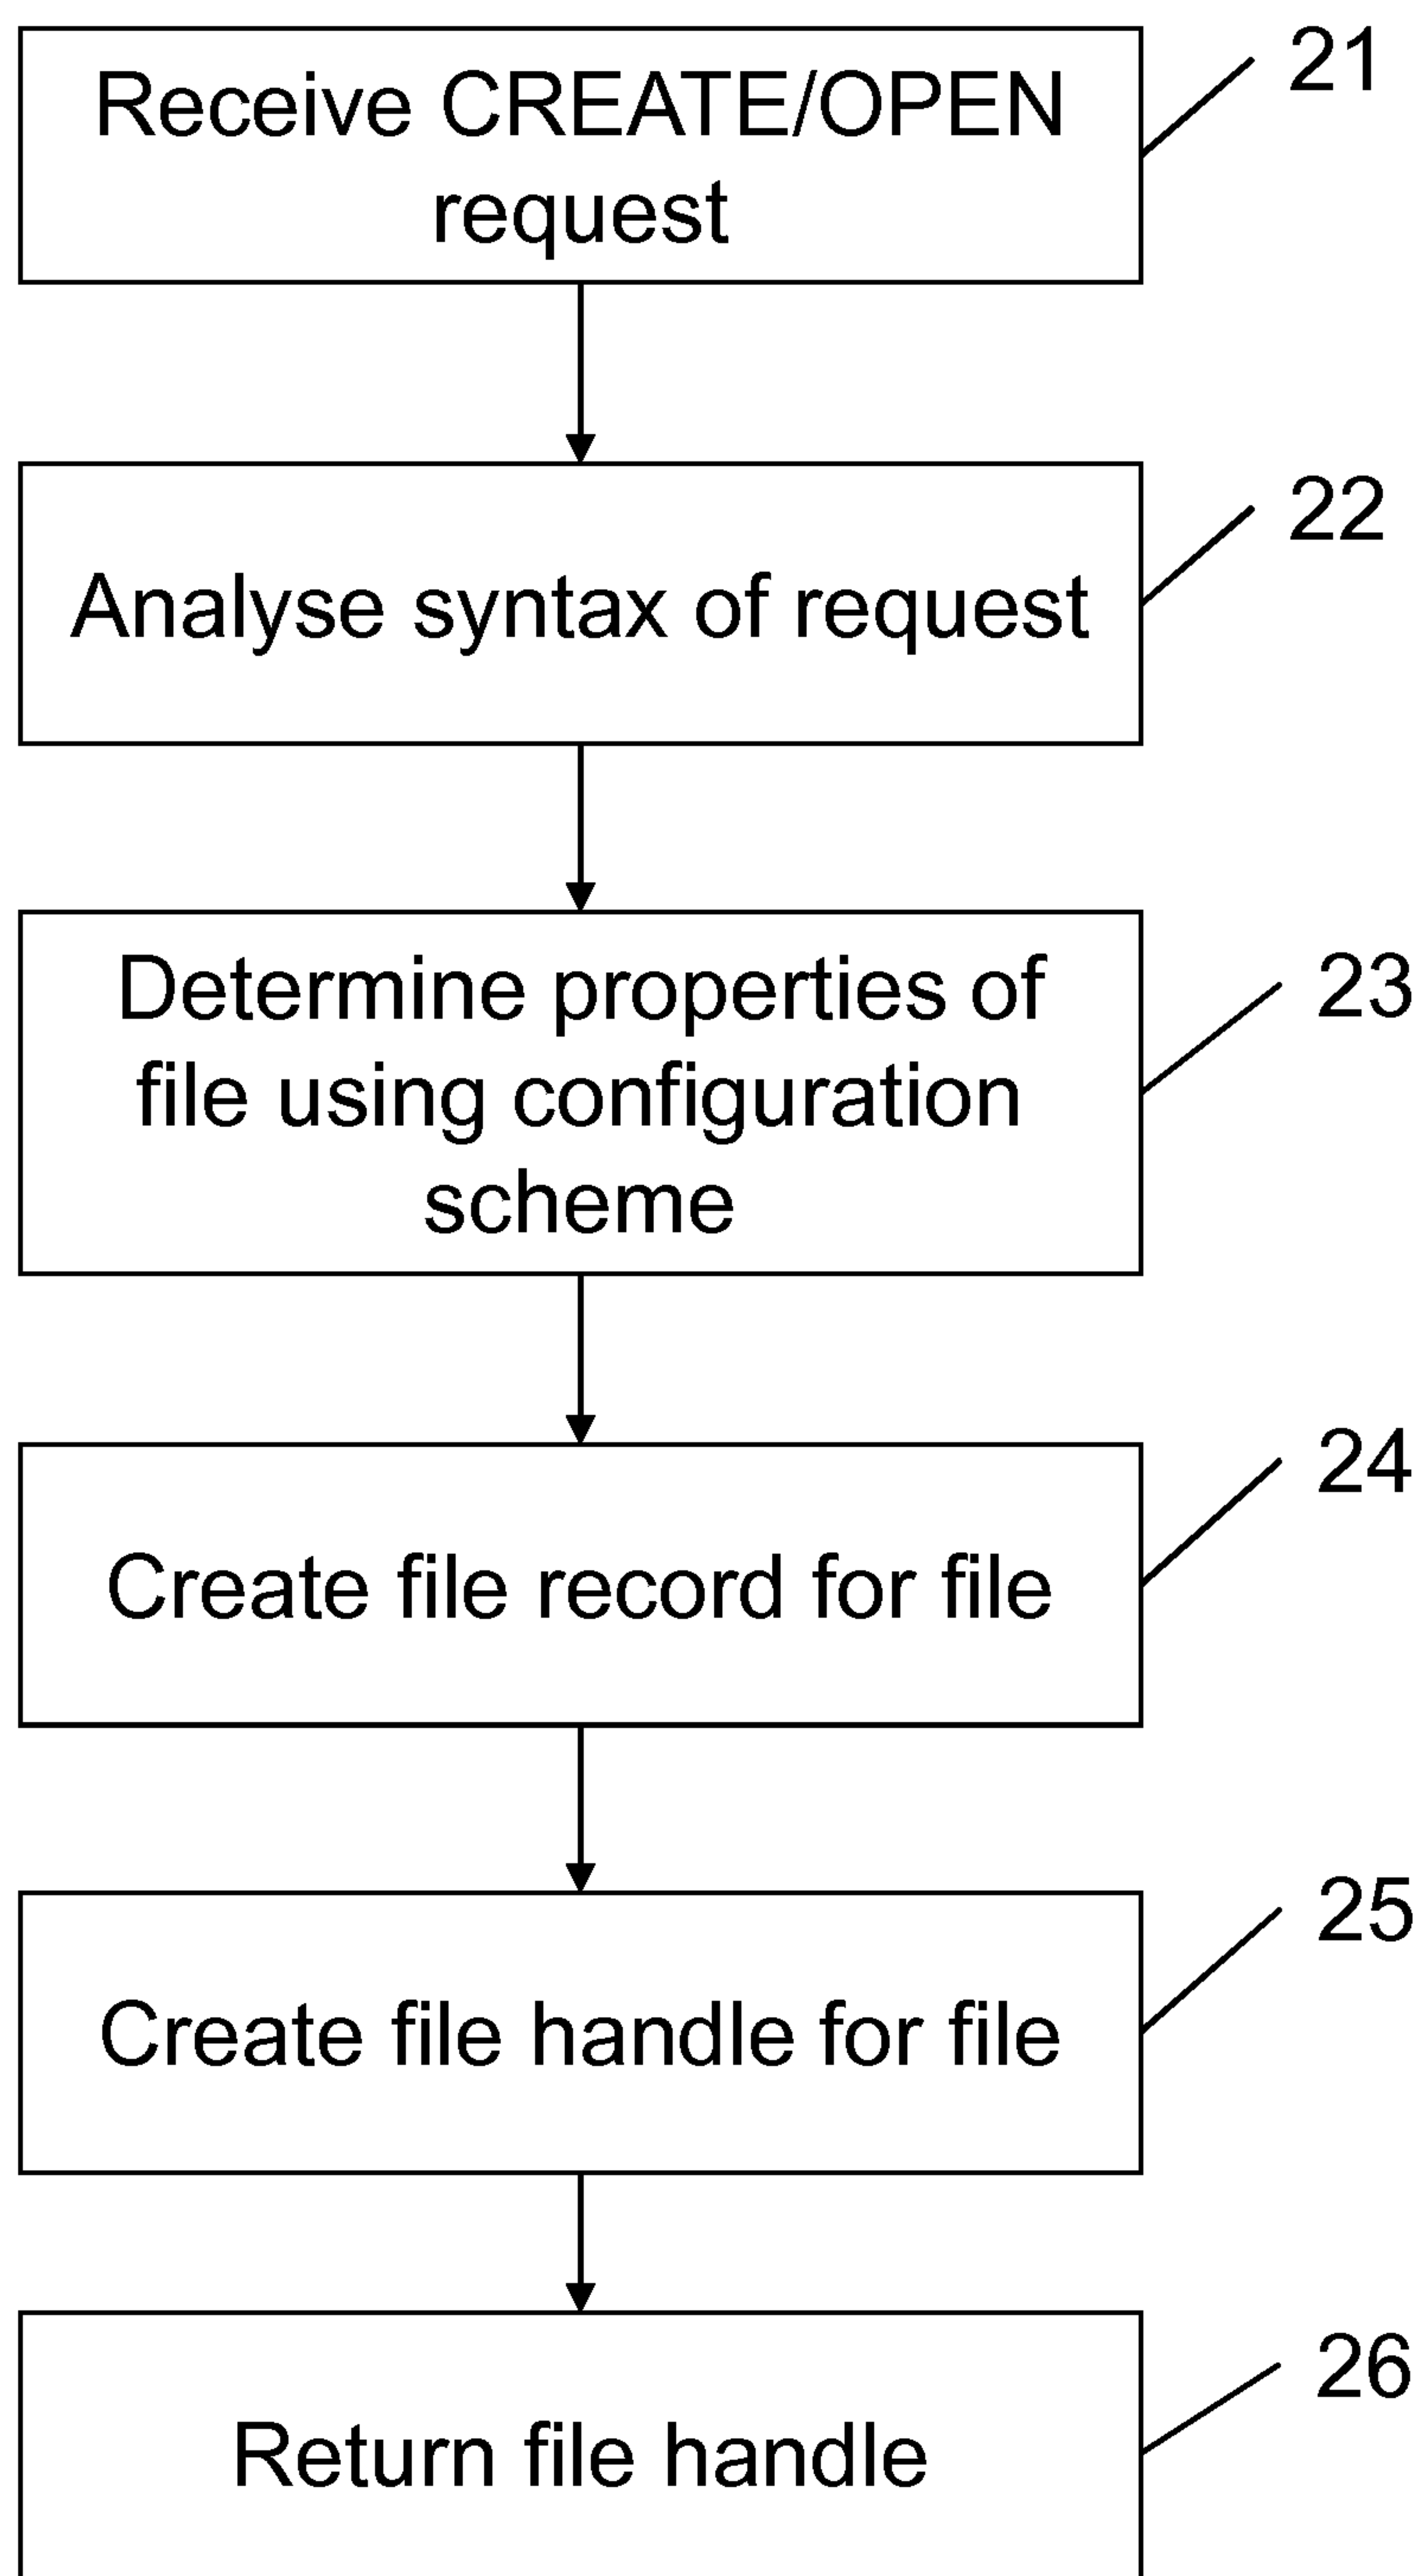 Receive CREATE/OPEN
request
21
Analyse syntax of request
22
Determine properties of
file using configuration
scheme
23
Create file record for file
24
Create file handle for file
25
Return file handle
26